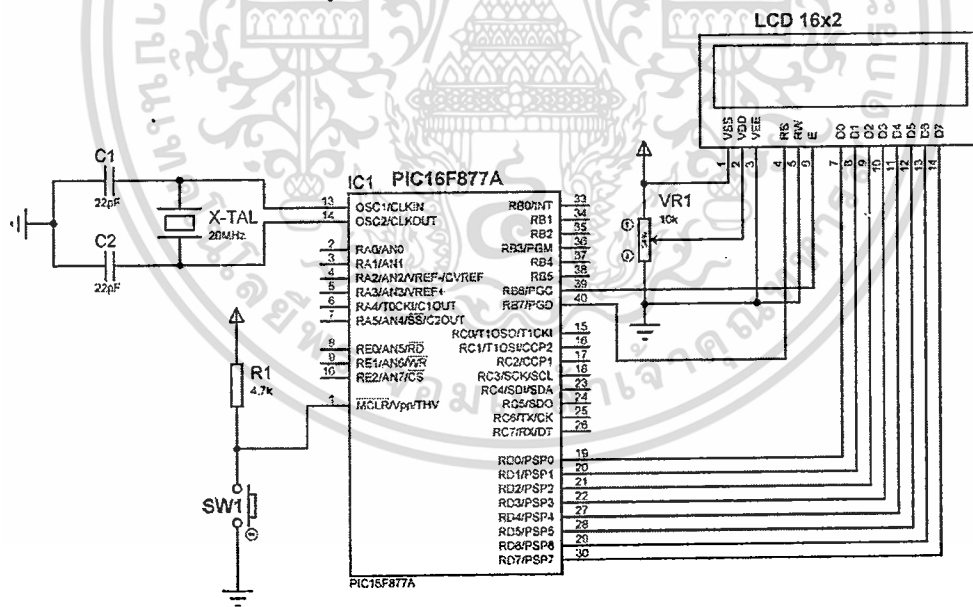 LCD 16x2
VSS
VDD
VEE
RS
RW
E
D0
D1
D2
D3
D4
D5
D6
D7
1
2
3
4
5
6
7
8
9
10
11
12
13
14
C1
22pF
X-TAL
20MHz
C2
22pF
R1
4.7k
SW1
IC1 PIC16F877A
13 OSC1/CLKIN
14 OSC2/CLKOUT
2 RA0/AN0
3 RA1/AN1
4 RA2/AN2/VREF-/CVREF
5 RA3/AN3/VREF+
6 RA4/T0CKI/C1OUT
7 RA5/AN4/SS/C2OUT
8 RE0/AN5/RD
9 RE1/AN6/WR
10 RE2/AN7/CS
1 MCLR/Vpp/THV
RB0/INT 33
RB1 34
RB2 35
RB3/PGM 36
RB4 37
RB5 38
RB6/PGC 39
RB7/PGD 40
RC0/T1OSO/T1CKI 15
RC1/T1OSI/CCP2 16
RC2/CCP1 17
RC3/SCK/SCL 18
RC4/SDI/SDA 23
RC5/SDO 24
RC6/TX/CK 25
RC7/RX/DT 26
RD0/PSP0 19
RD1/PSP1 20
RD2/PSP2 21
RD3/PSP3 22
RD4/PSP4 27
RD5/PSP5 28
RD6/PSP6 29
RD7/PSP7 30
PIC16F877A
VR1
10k